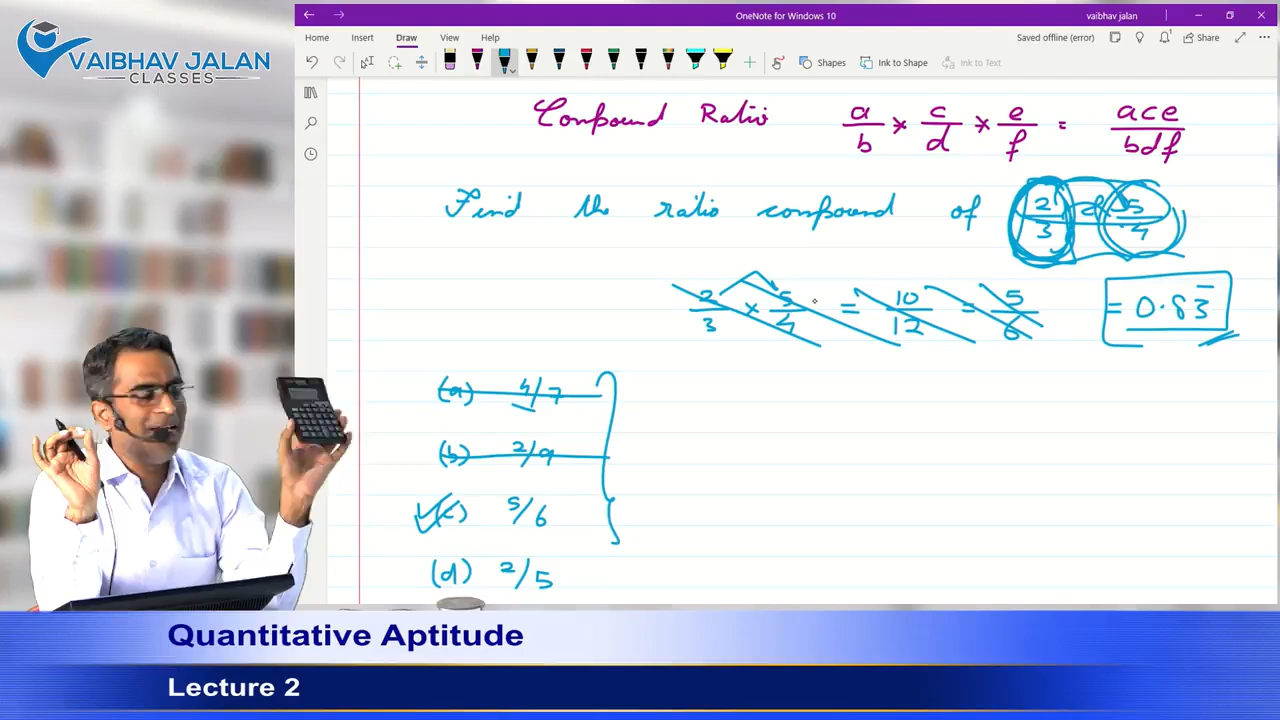 VAIBHAV JALAN
CLASSES
OneNote for Windows 10
vaibhav jalan
Home Insert Draw View Help
Saved offline (error)
Share
Shapes
Ink to Shape
Ink to Text
Compound Ratio a/b × c/d × e/f = ace/bdf
Find the ratio compound of 2/3 & 5/4
2/3 × 5/4 = 10/12 = 5/6 = 0.83̅
(a) 4/7
(b) 2/9
(c) 5/6
(d) 2/5
Quantitative Aptitude
Lecture 2